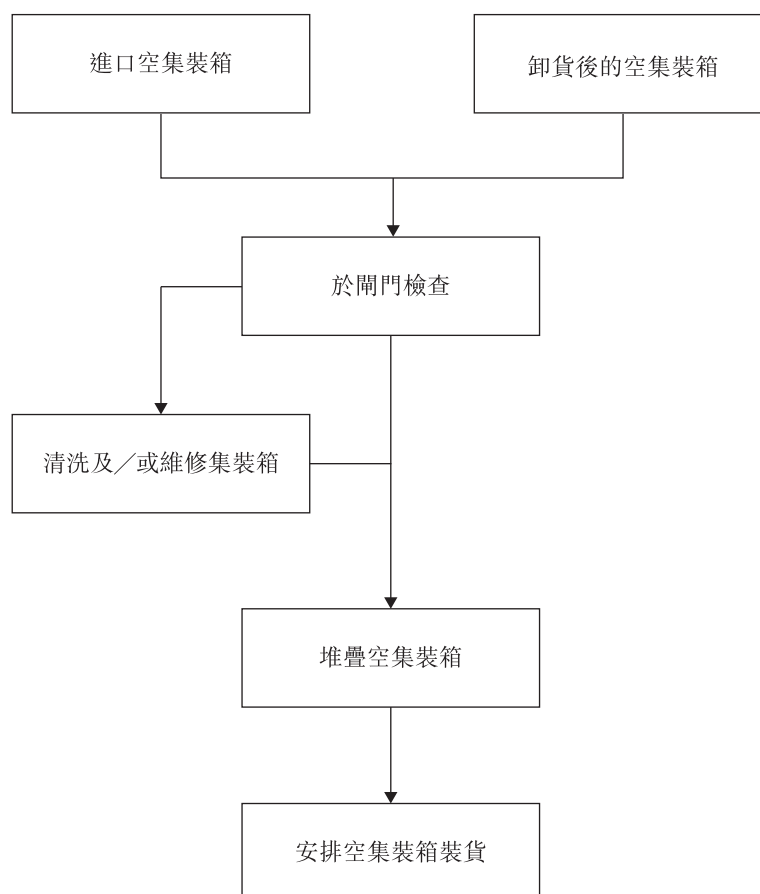 進口空集裝箱
卸貨後的空集裝箱
於閘門檢查
清洗及╱或維修集裝箱
堆疊空集裝箱
安排空集裝箱裝貨